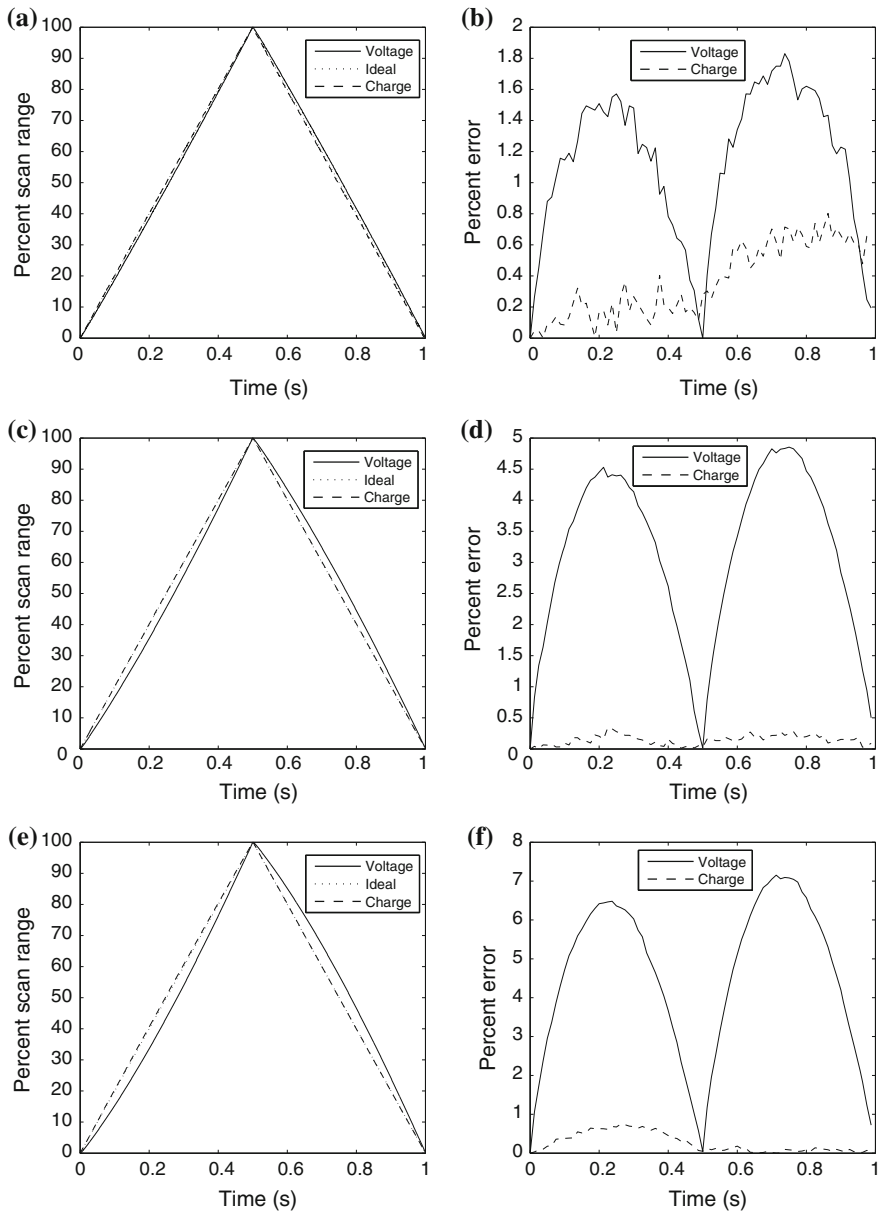 (a)
100
90
80
70
60
50
40
30
20
10
0
Percent scan range
Voltage
Ideal
Charge
0 0.2 0.4 0.6 0.8 1
Time (s)
(b)
2
1.8
1.6
1.4
1.2
1
0.8
0.6
0.4
0.2
0
Percent error
Voltage
Charge
0 0.2 0.4 0.6 0.8 1
Time (s)
(c)
100
90
80
70
60
50
40
30
20
10
0
Percent scan range
Voltage
Ideal
Charge
0 0.2 0.4 0.6 0.8 1
Time (s)
(d)
5
4.5
4
3.5
3
2.5
2
1.5
1
0.5
0
Percent error
Voltage
Charge
0 0.2 0.4 0.6 0.8 1
Time (s)
(e)
100
90
80
70
60
50
40
30
20
10
0
Percent scan range
Voltage
Ideal
Charge
0 0.2 0.4 0.6 0.8 1
Time (s)
(f)
8
7
6
5
4
3
2
1
0
Percent error
Voltage
Charge
0 0.2 0.4 0.6 0.8 1
Time (s)